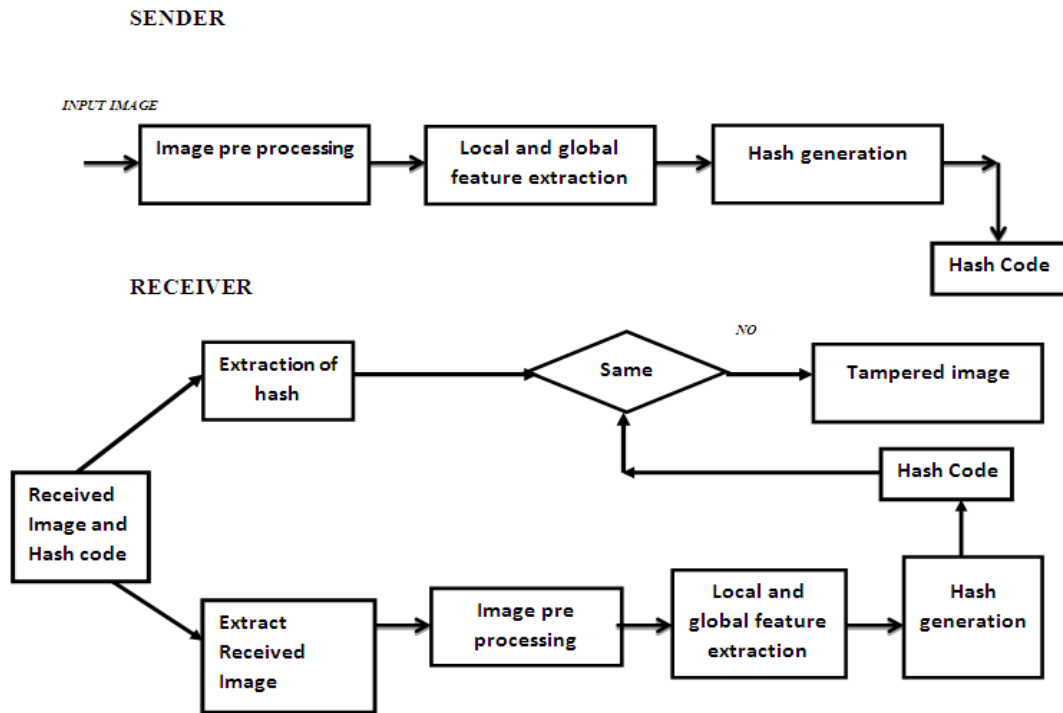 SENDER
INPUT IMAGE
Image pre processing
Local and global
feature extraction
Hash generation
Hash Code
RECEIVER
Extraction of
hash
Same
NO
Tampered image
Hash Code
Received
Image and
Hash code
Extract
Received
Image
Image pre
processing
Local and
global feature
extraction
Hash
generation